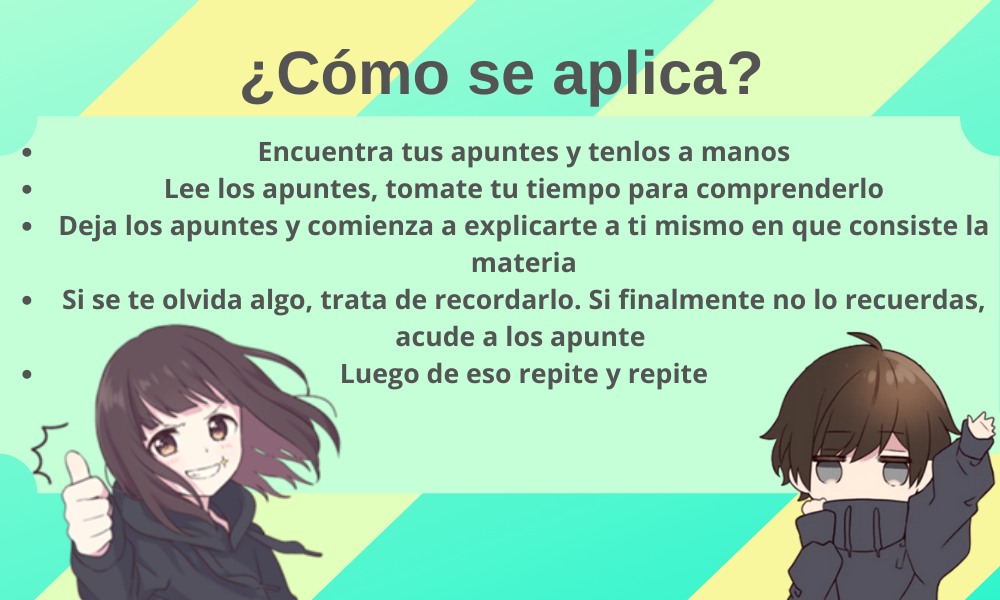 ¿Cómo se aplica?
• Encuentra tus apuntes y tenlos a manos
• Lee los apuntes, tomate tu tiempo para comprenderlo
• Deja los apuntes y comienza a explicarte a ti mismo en que consiste la
materia
• Si se te olvida algo, trata de recordarlo. Si finalmente no lo recuerdas,
acude a los apunte
• Luego de eso repite y repite